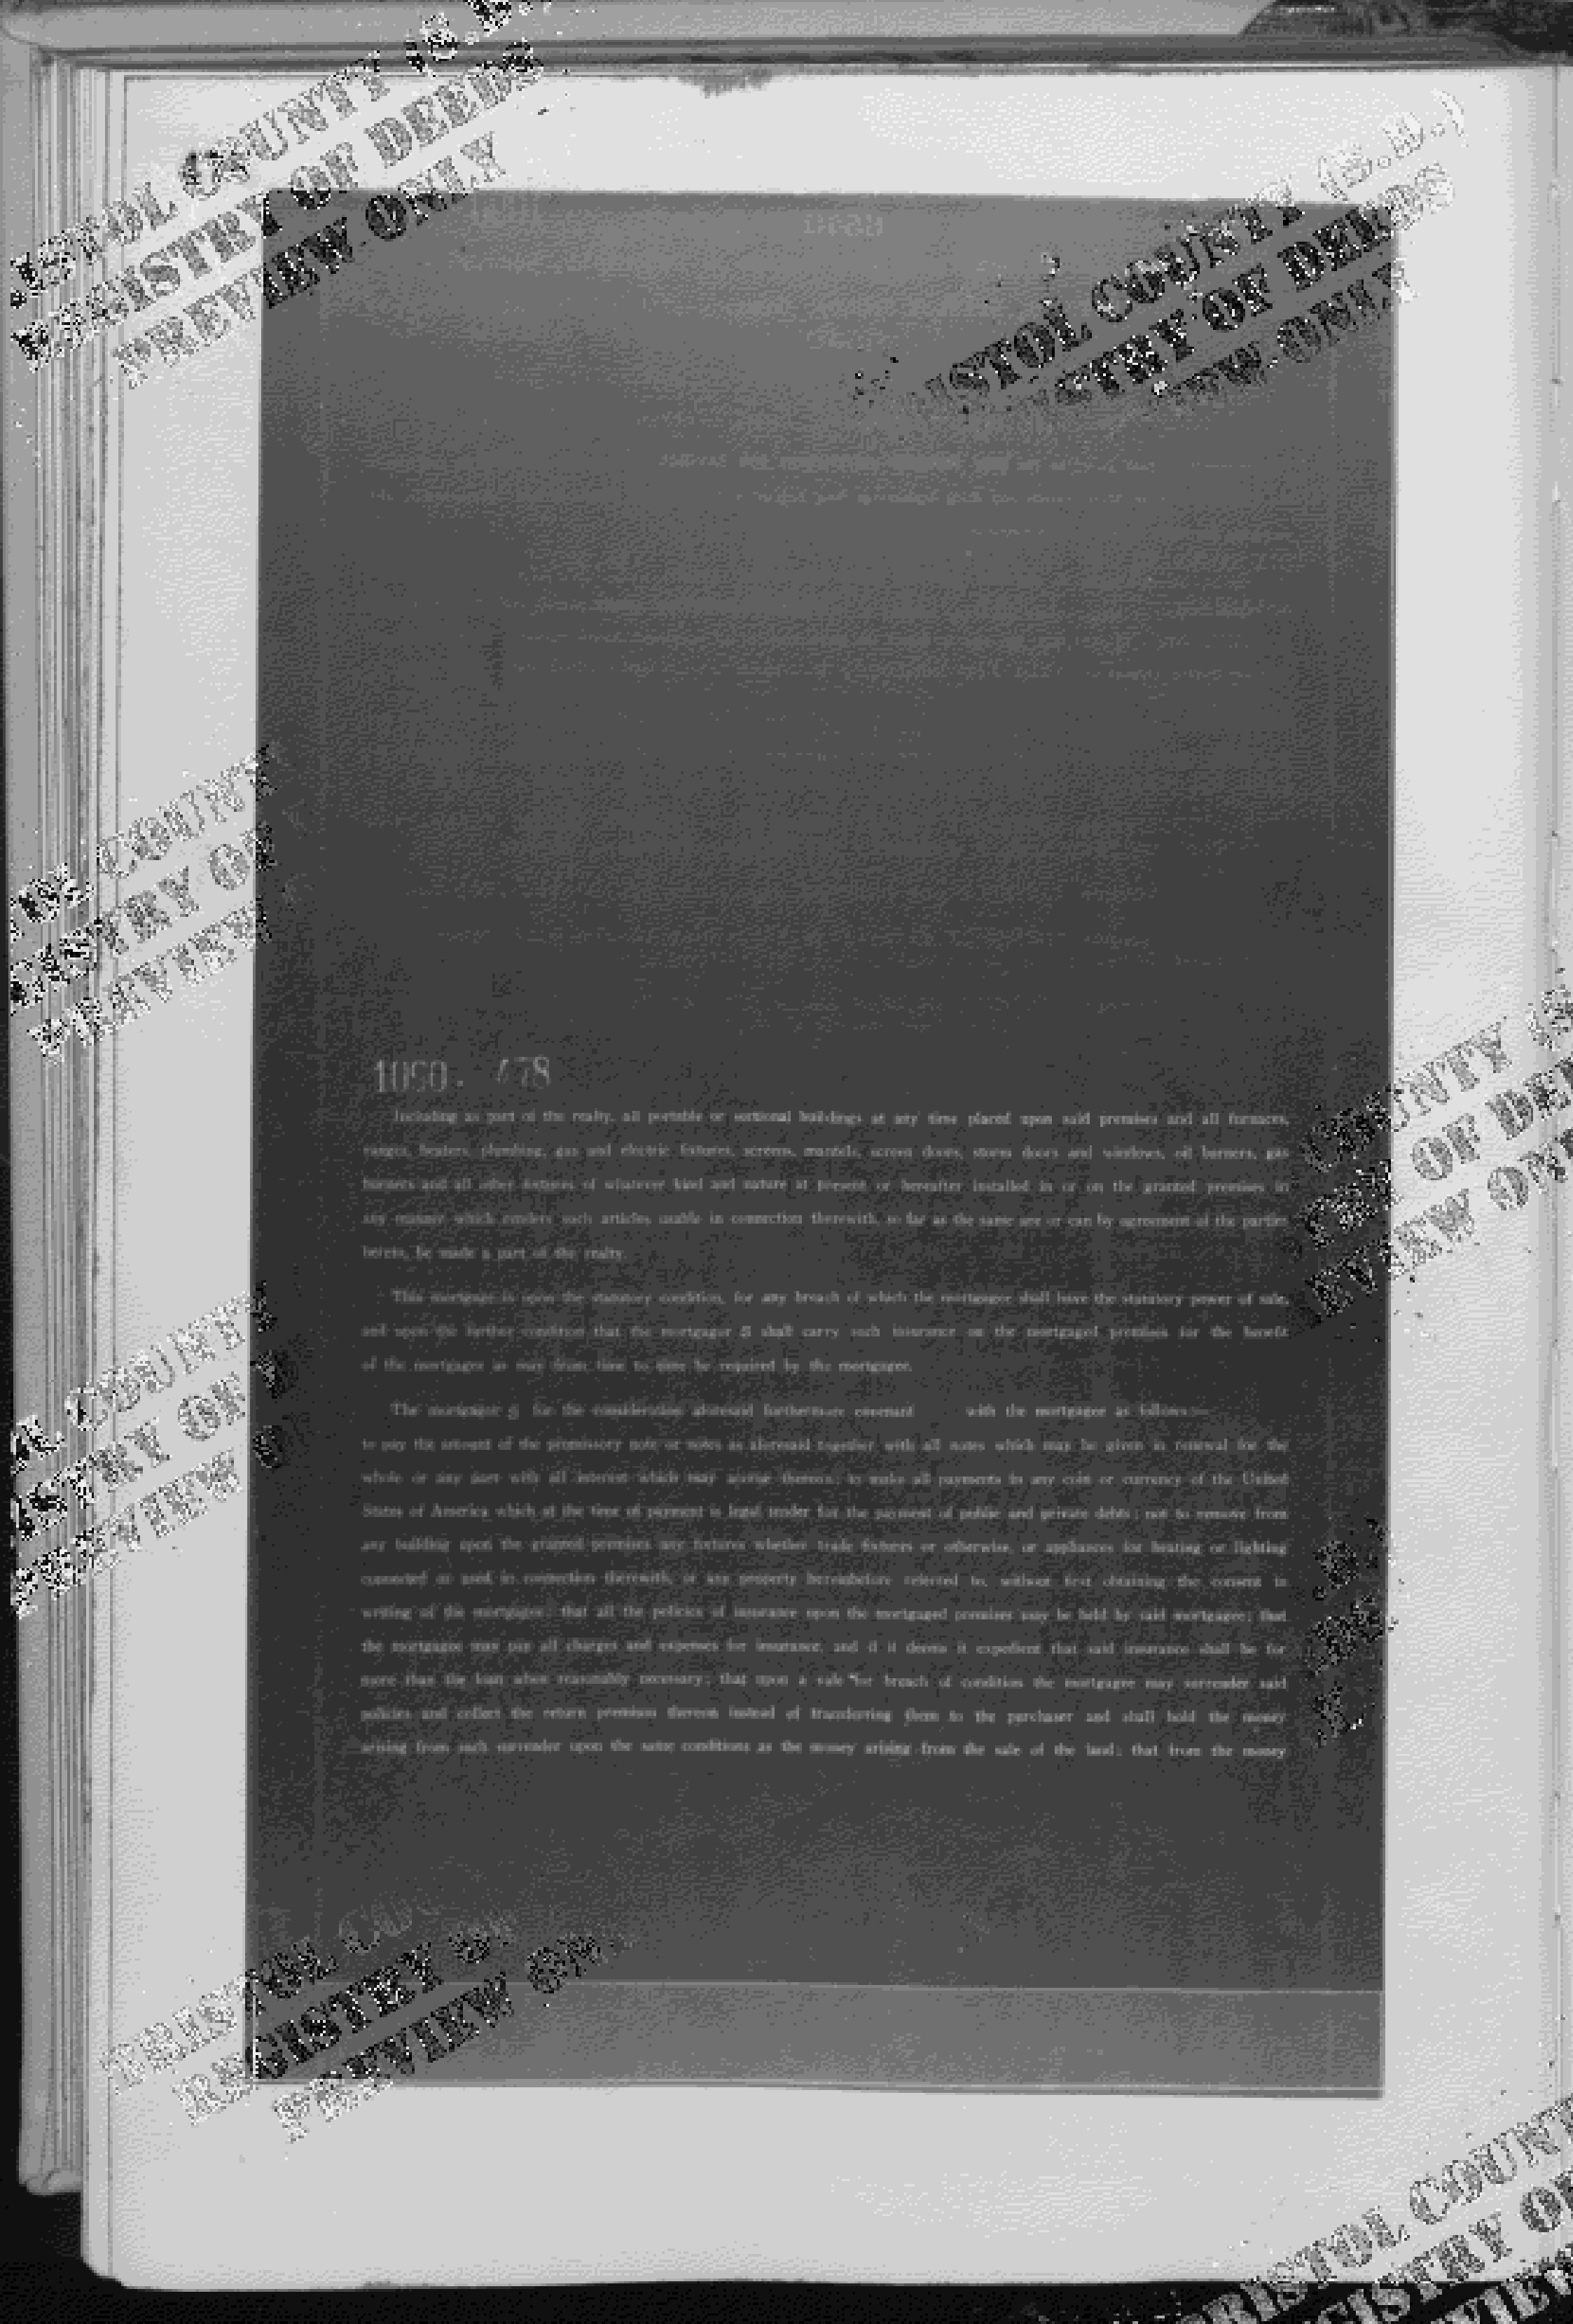 BRISTOL COUNTY (S.D.)
REGISTRY OF DEEDS
PREVIEW ONLY
1090. 478
Including as part of the realty, all portable or sectional buildings at any time placed upon said premises and all furnaces,
ranges, heaters, plumbing, gas and electric fixtures, screens, mantels, screen doors, storm doors and windows, oil burners, gas
burners and all other fixtures of whatever kind and nature at present or hereafter installed in or on the granted premises in
any manner which renders such articles usable in connection therewith, so far as the same are or can by agreement of the parties
hereto, be made a part of the realty.
This mortgage is upon the statutory condition, for any breach of which the mortgagee shall have the statutory power of sale,
and upon the further condition that the mortgagor s shall carry such insurance on the mortgaged premises for the benefit
of the mortgagee as may from time to time be required by the mortgagee.
The mortgagor s for the consideration aforesaid furthermore covenant with the mortgagee as follows:—
to pay the amount of the promissory note or notes as aforesaid together with all notes which may be given in renewal for the
whole or any part with all interest which may accrue thereon; to make all payments in any coin or currency of the United
States of America which at the time of payment is legal tender for the payment of public and private debts; not to remove from
any building upon the granted premises any fixtures whether trade fixtures or otherwise, or appliances for heating or lighting
connected or used in connection therewith, or any property hereinbefore referred to, without first obtaining the consent in
writing of the mortgagee; that all the policies of insurance upon the mortgaged premises may be held by said mortgagee; that
the mortgagee may pay all charges and expenses for insurance, and if it deems it expedient that said insurance shall be for
more than the loan when reasonably necessary; that upon a sale for breach of condition the mortgagee may surrender said
policies and collect the return premium thereon instead of transferring them to the purchaser and shall hold the money
arising from such surrender upon the same conditions as the money arising from the sale of the land; that from the money